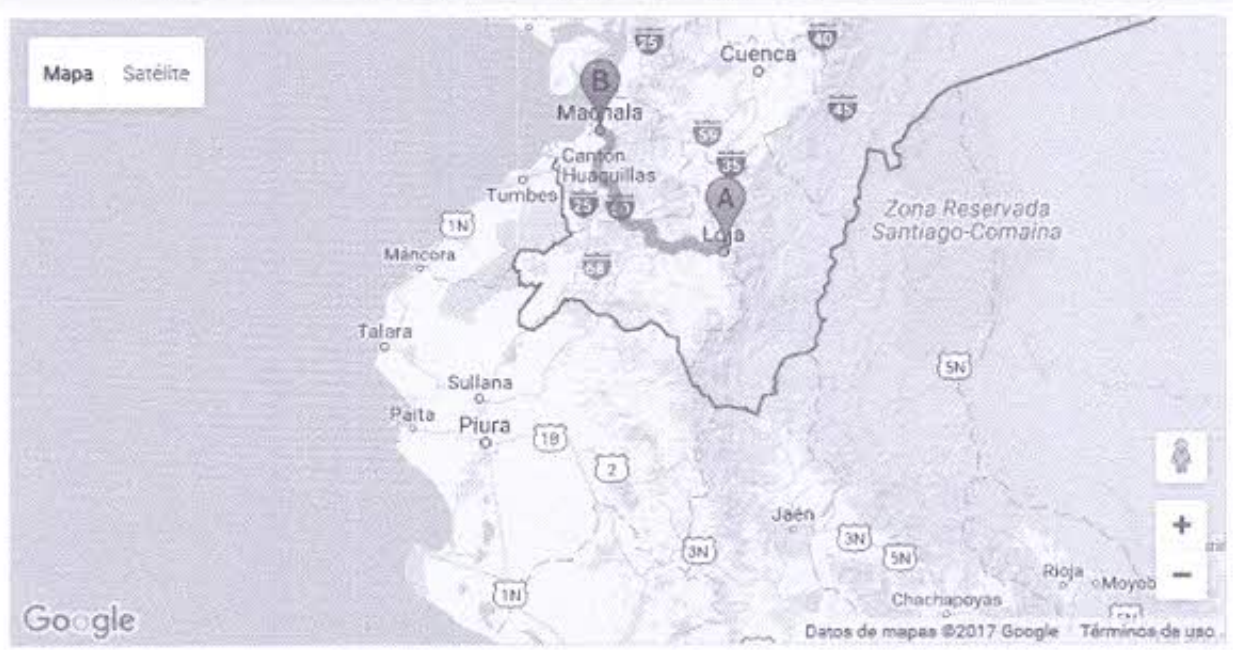 Mapa Satélite
25
Cuenca
40
B
Machala
45
59
35
Cantón
Huaquillas
Tumbes
25
A
Loja
Zona Reservada
Santiago-Comaina
1N
Máncora
68
Talara
5N
Sullana
Paita
Piura
1B
2
Jaén
3N
3N
5N
Rioja
Moyob
1N
Chachapoyas
+
−
Google
Datos de mapas ©2017 Google Términos de uso